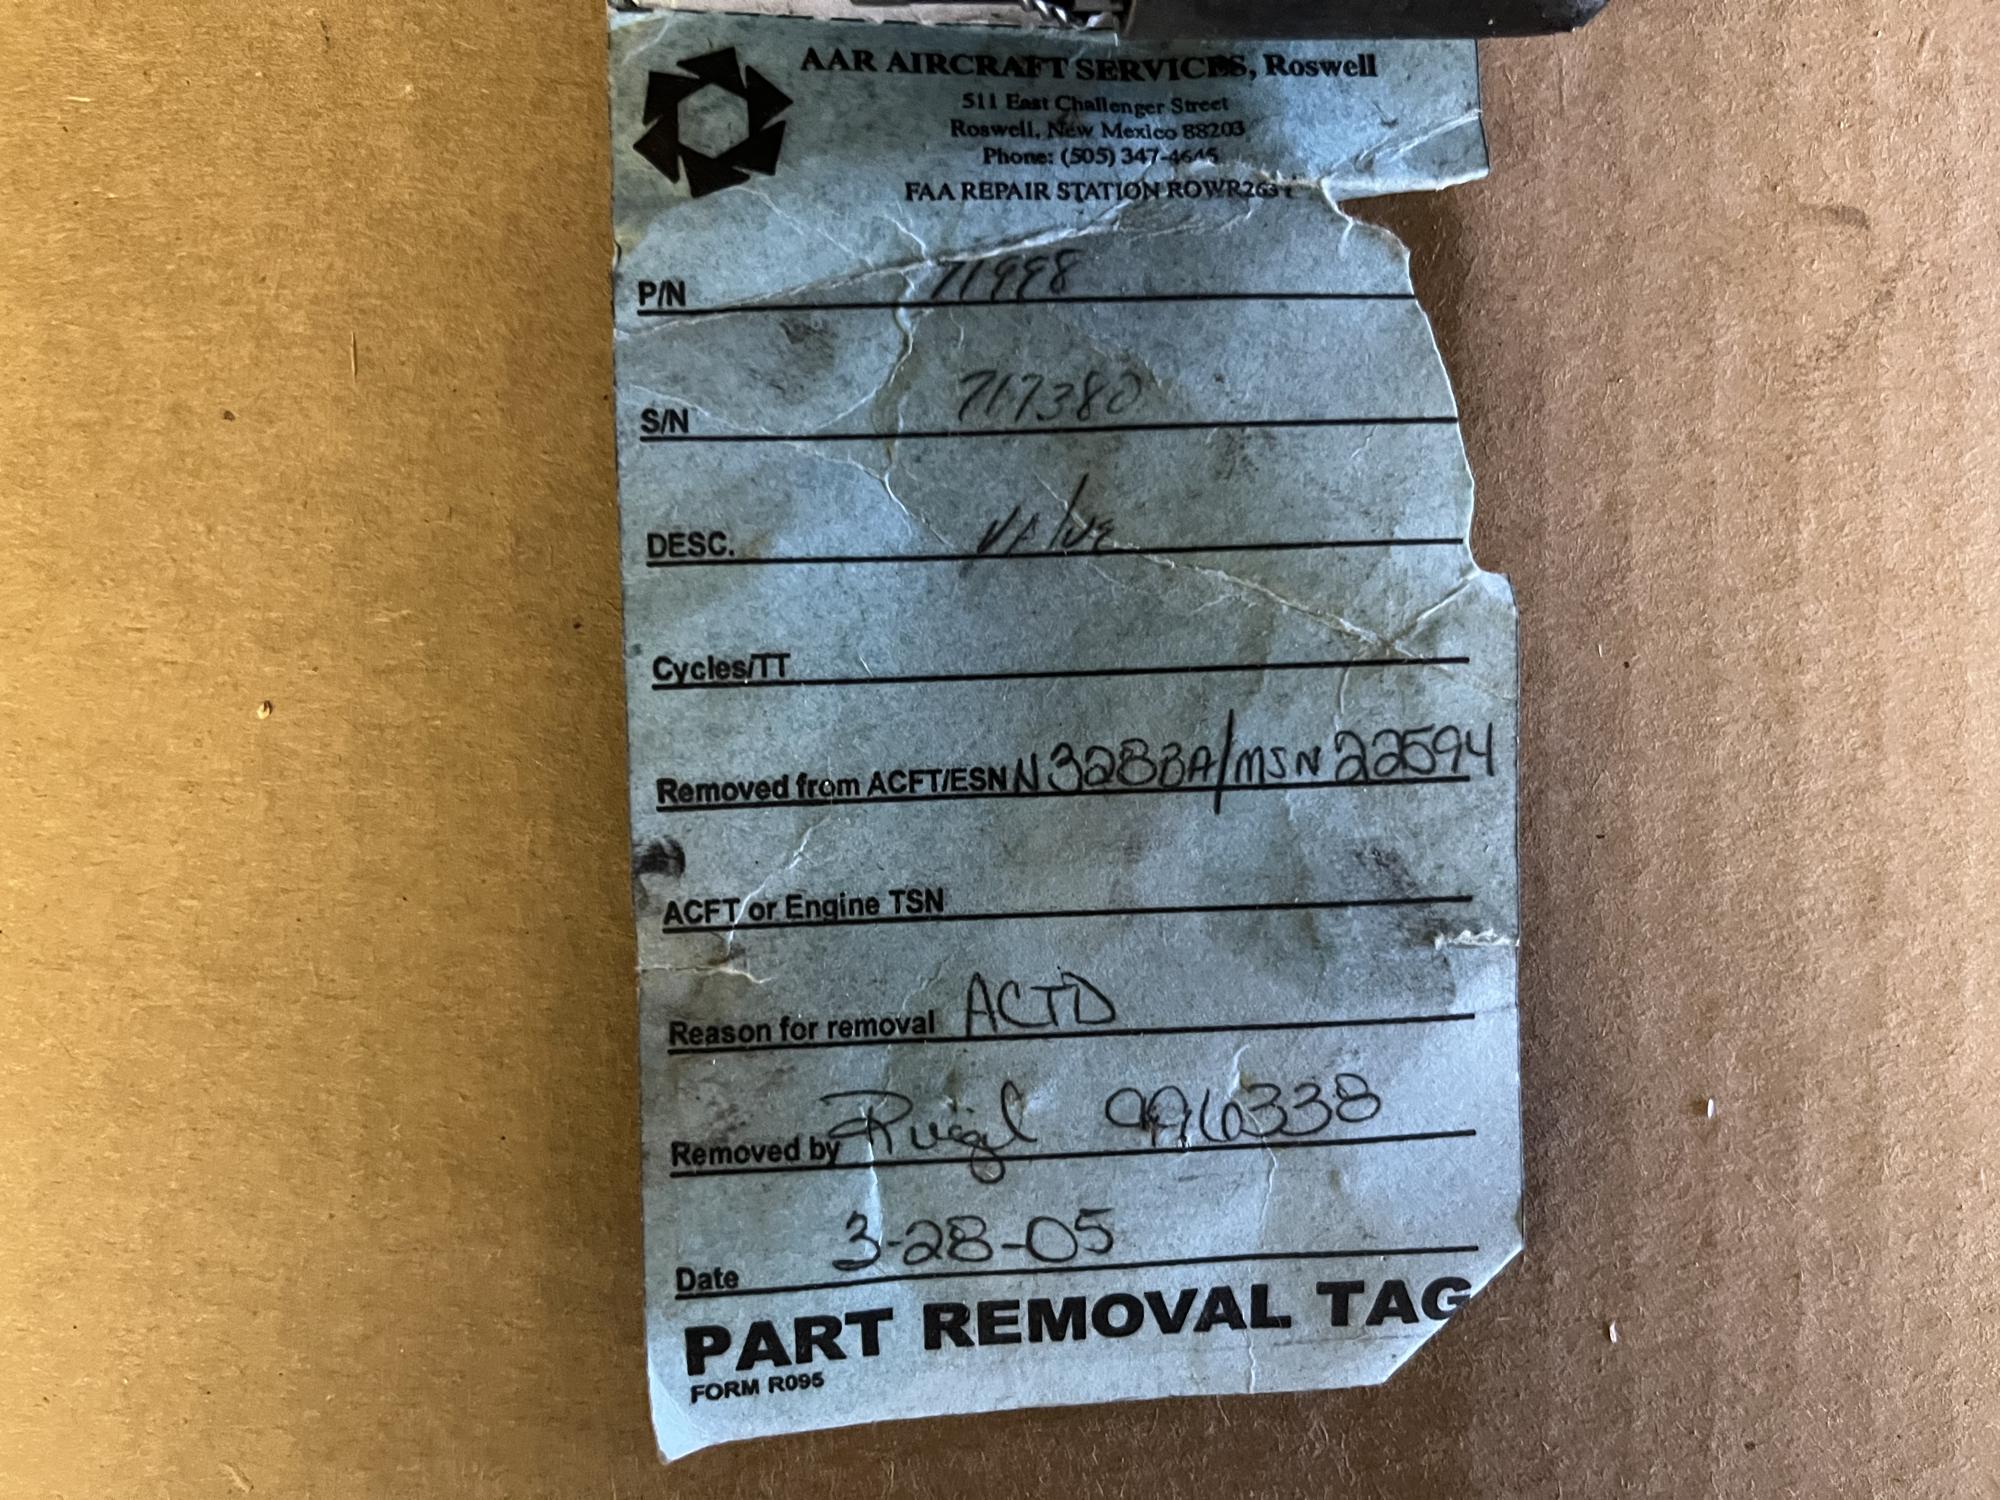 AAR AIRCRAFT SERVICES, Roswell
511 East Challenger Street
Roswell, New Mexico 88203
Phone: (505) 347-4645
FAA REPAIR STATION
P/N 71998
S/N 717380
DESC. VAlVe
Cycles/TT
Removed from ACFT/ESN N328BA/MSN 22594
ACFT or Engine TSN
Reason for removal ACTD
Removed by 996338
Date 3-28-05
PART REMOVAL TAG
FORM R095